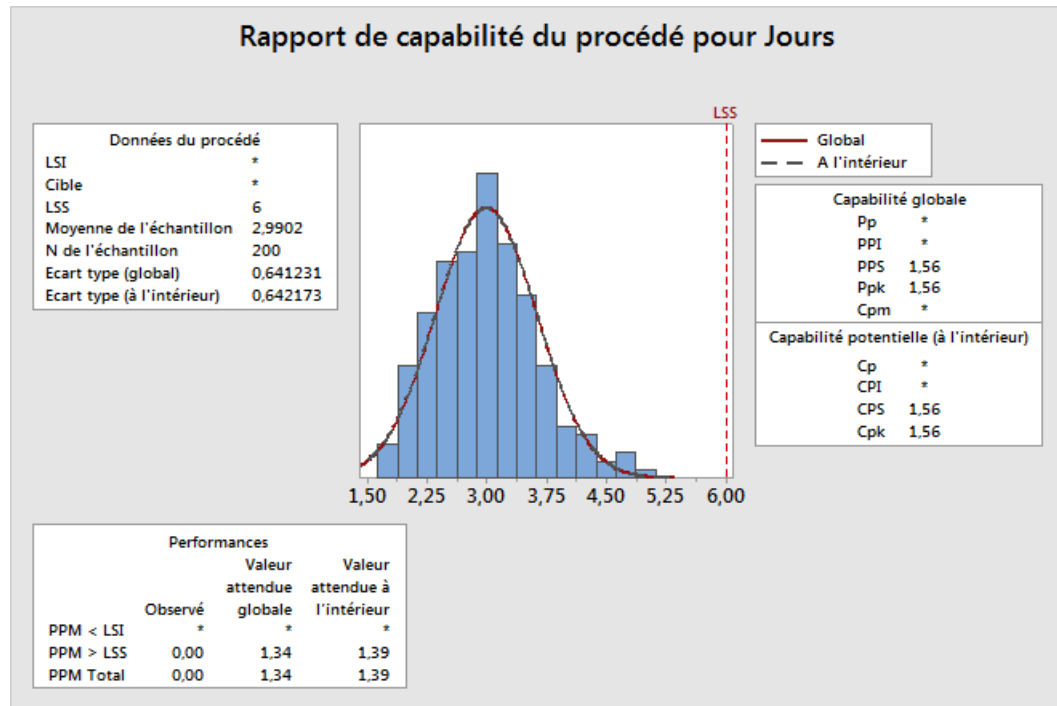 Rapport de capabilité du procédé pour Jours
Données du procédé
LSI *
Cible *
LSS 6
Moyenne de l'échantillon 2,9902
N de l'échantillon 200
Ecart type (global) 0,641231
Ecart type (à l'intérieur) 0,642173
LSS
1,50 2,25 3,00 3,75 4,50 5,25 6,00
Global
A l'intérieur
Capabilité globale
Pp *
PPI *
PPS 1,56
Ppk 1,56
Cpm *
Capabilité potentielle (à l'intérieur)
Cp *
CPI *
CPS 1,56
Cpk 1,56
Performances
Valeur Valeur
attendue attendue à
Observé globale l'intérieur
PPM < LSI * * *
PPM > LSS 0,00 1,34 1,39
PPM Total 0,00 1,34 1,39